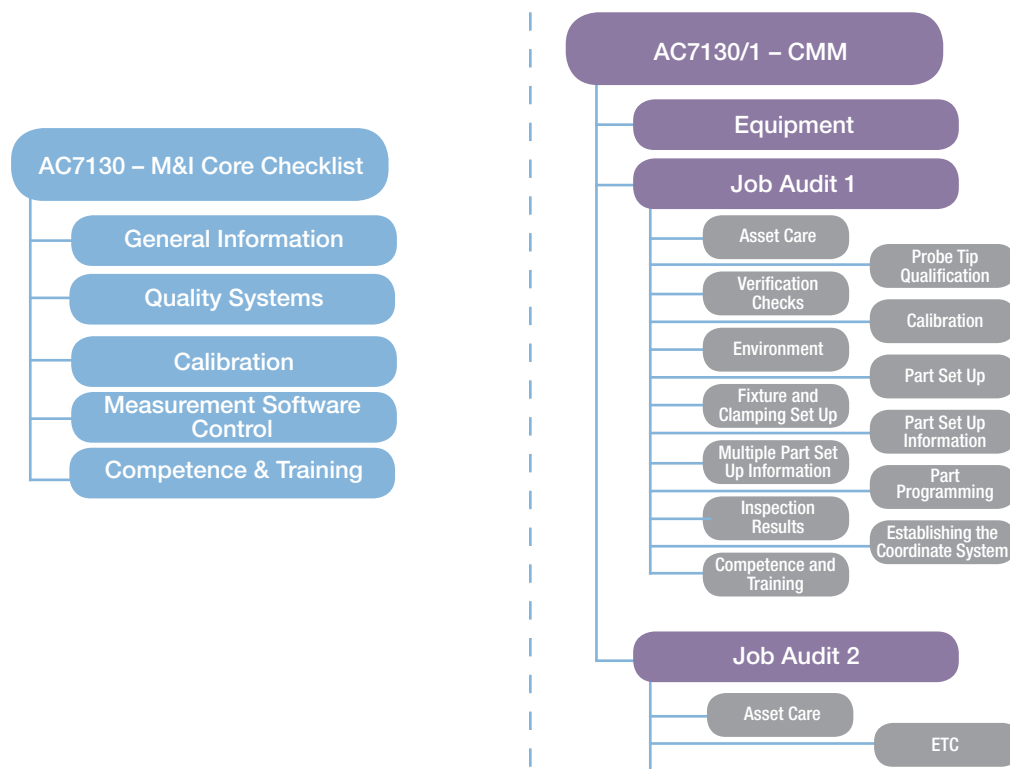 AC7130 – M&I Core Checklist
General Information
Quality Systems
Calibration
Measurement Software
Control
Competence & Training
AC7130/1 – CMM
Equipment
Job Audit 1
Asset Care
Probe Tip
Qualification
Verification
Checks
Calibration
Environment
Part Set Up
Fixture and
Clamping Set Up
Part Set Up
Information
Multiple Part Set
Up Information
Part
Programming
Inspection
Results
Establishing the
Coordinate System
Competence and
Training
Job Audit 2
Asset Care
ETC